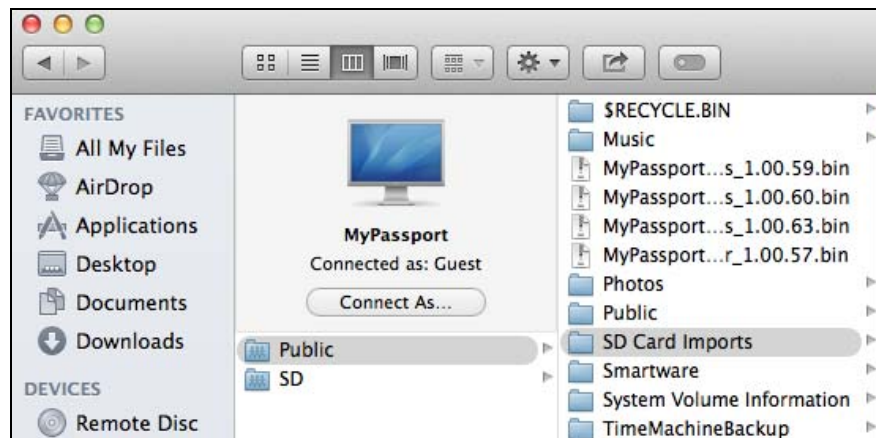 FAVORITES
All My Files
AirDrop
Applications
Desktop
Documents
Downloads
DEVICES
Remote Disc
MyPassport
Connected as: Guest
Connect As...
Public
SD
$RECYCLE.BIN
Music
MyPassport...s_1.00.59.bin
MyPassport...s_1.00.60.bin
MyPassport...s_1.00.63.bin
MyPassport...r_1.00.57.bin
Photos
Public
SD Card Imports
Smartware
System Volume Information
TimeMachineBackup